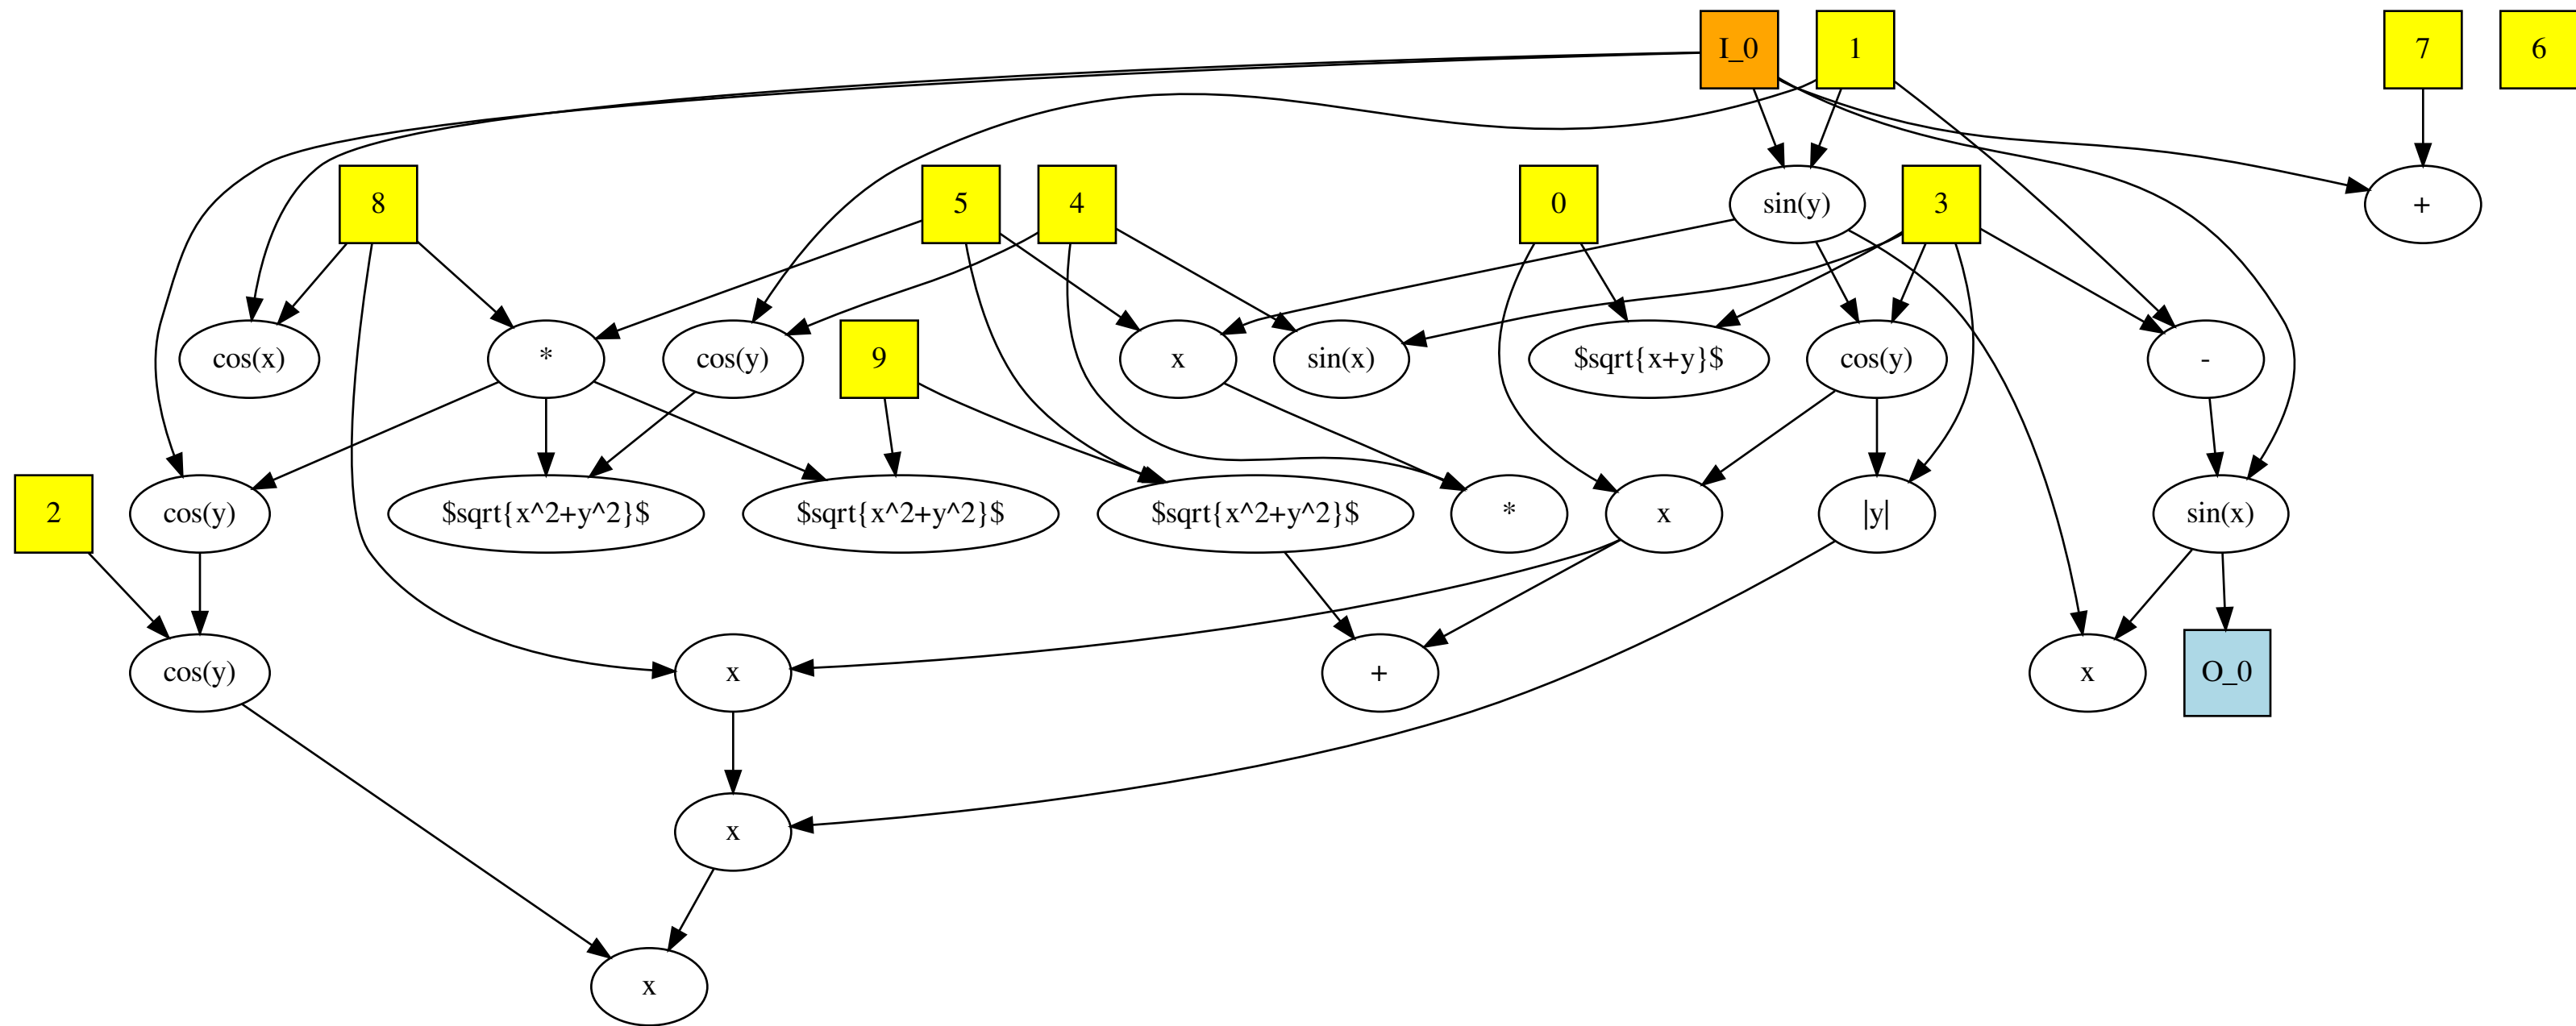 I_0
1
7
6
8
5
4
0
sin(y)
3
+
cos(x)
*
cos(y)
9
x
sin(x)
$sqrt{x+y}$
cos(y)
-
2
cos(y)
$sqrt{x^2+y^2}$
$sqrt{x^2+y^2}$
$sqrt{x^2+y^2}$
*
x
|y|
sin(x)
cos(y)
x
+
x
O_0
x
x